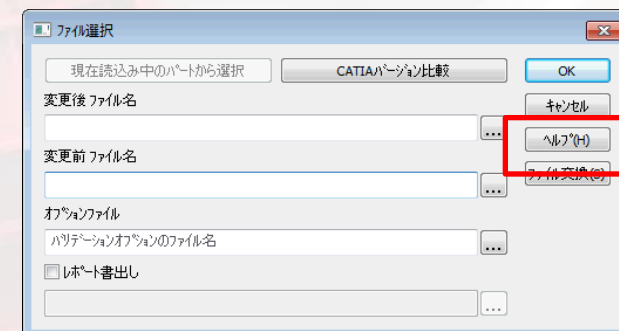 ファイル選択
現在読込み中のパートから選択
CATIAバージョン比較
OK
変更後 ファイル名
キャンセル
...
ヘルプ(H)
変更前 ファイル名
ファイル交換(S)
...
オプションファイル
バリデーションオプションのファイル名
...
レポート書出し
...